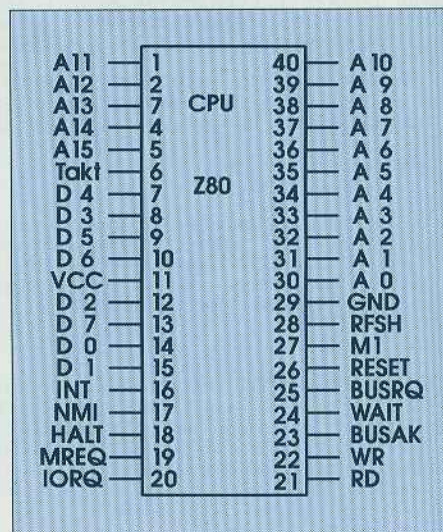 A11 1 40 A 10
A12 2 39 A 9
A13 7 CPU 38 A 8
A14 4 37 A 7
A15 5 36 A 6
Takt 6 35 A 5
D 4 7 Z80 34 A 4
D 3 8 33 A 3
D 5 9 32 A 2
D 6 10 31 A 1
VCC 11 30 A 0
D 2 12 29 GND
D 7 13 28 RFSH
D 0 14 27 M1
D 1 15 26 RESET
INT 16 25 BUSRQ
NMI 17 24 WAIT
HALT 18 23 BUSAK
MREQ 19 22 WR
IORQ 20 21 RD